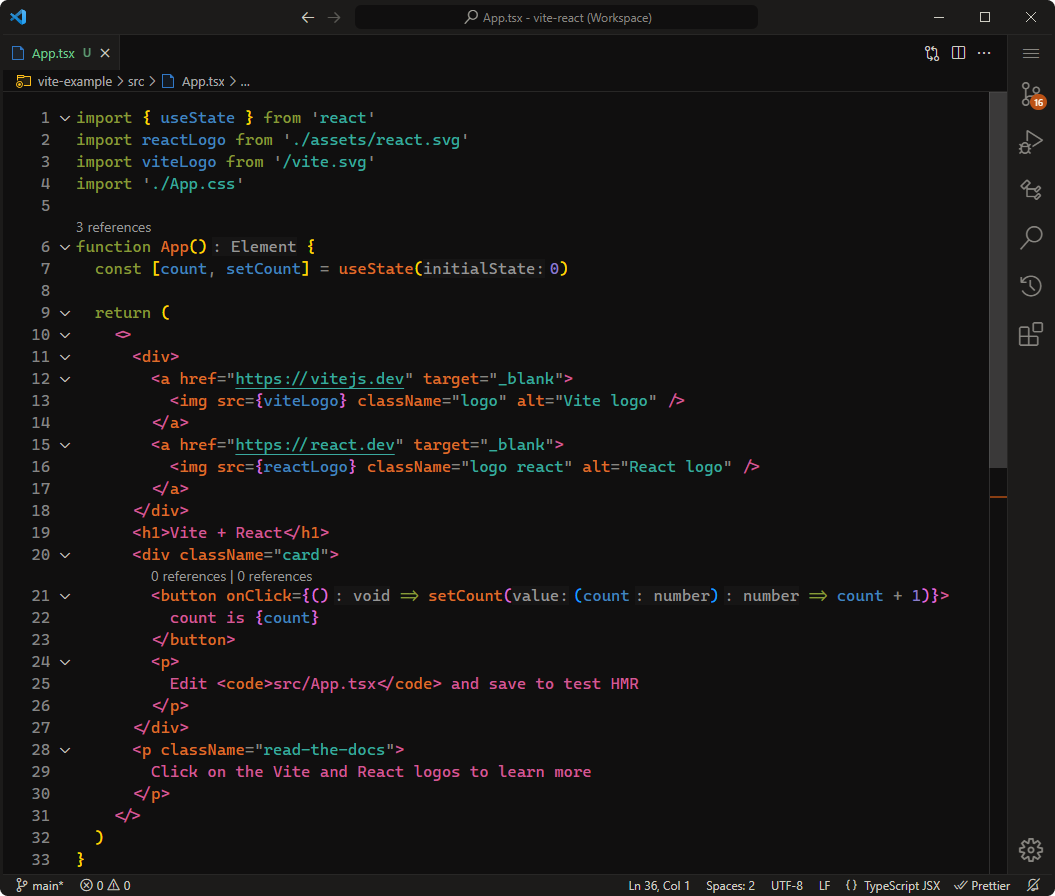 App.tsx - vite-react (Workspace)
App.tsx U
vite-example > src > App.tsx > ...
16
1 import { useState } from 'react'
2 import reactLogo from './assets/react.svg'
3 import viteLogo from '/vite.svg'
4 import './App.css'
5
3 references
6 function App(): Element {
7 const [count, setCount] = useState(initialState: 0)
8
9 return (
10 <>
11 <div>
12 <a href="https://vitejs.dev" target="_blank">
13 <img src={viteLogo} className="logo" alt="Vite logo" />
14 </a>
15 <a href="https://react.dev" target="_blank">
16 <img src={reactLogo} className="logo react" alt="React logo" />
17 </a>
18 </div>
19 <h1>Vite + React</h1>
20 <div className="card">
0 references | 0 references
21 <button onClick={(): void => setCount(value: (count: number): number => count + 1)}>
22 count is {count}
23 </button>
24 <p>
25 Edit <code>src/App.tsx</code> and save to test HMR
26 </p>
27 </div>
28 <p className="read-the-docs">
29 Click on the Vite and React logos to learn more
30 </p>
31 </>
32 )
33 }
main* 0 0 Ln 36, Col 1 Spaces: 2 UTF-8 LF {} TypeScript JSX Prettier